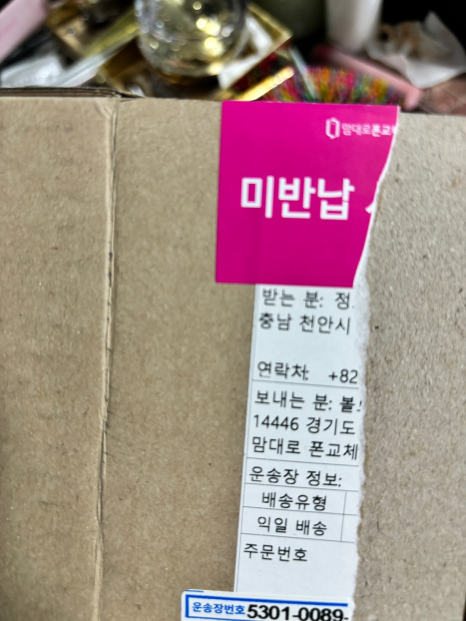 맘대로폰교
미반납
받는 분: 정
충남 천안시
연락처: +82
보내는 분: 볼
14446 경기도
맘대로 폰교체
운송장 정보:
배송유형
익일 배송
주문번호
운송장번호 5301-0089-